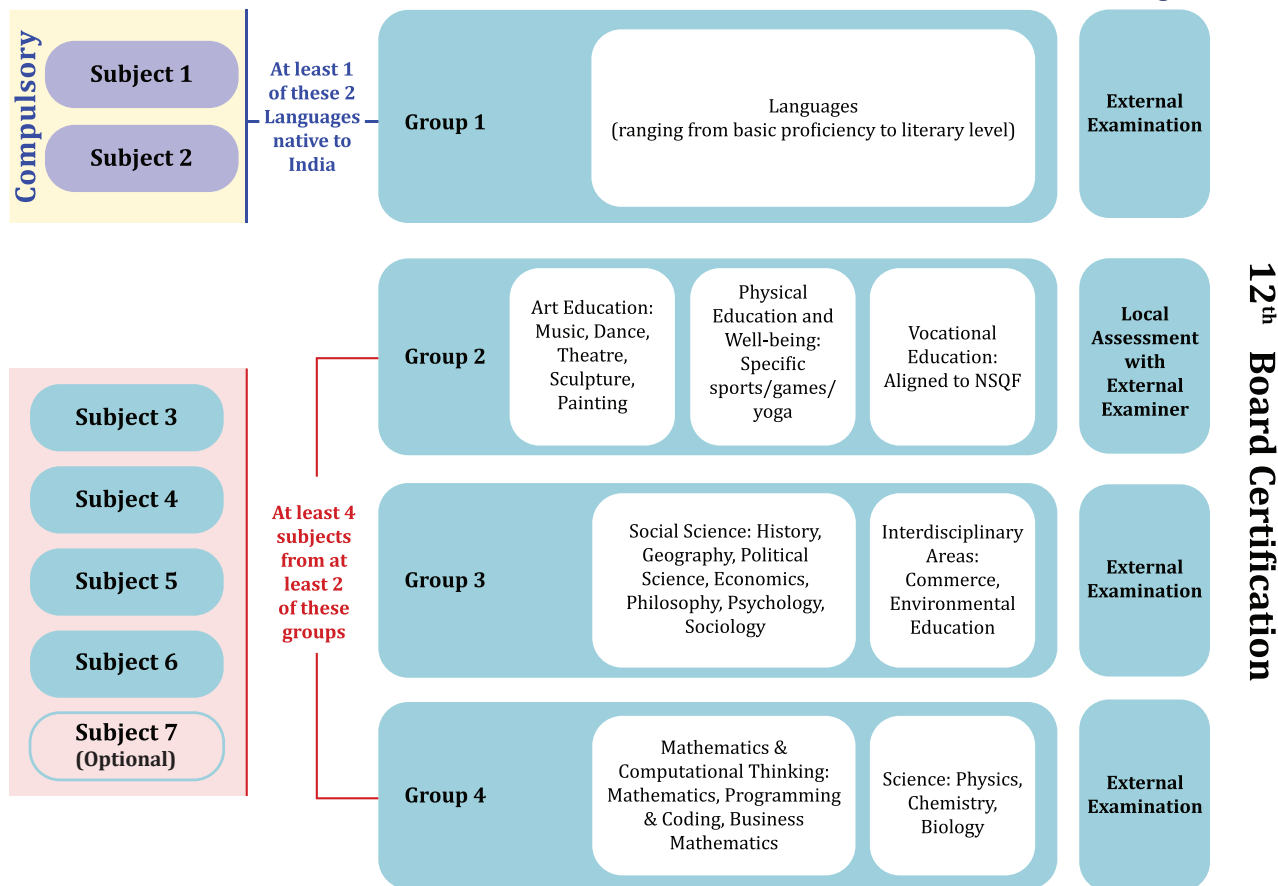 Compulsory
Subject 1
Subject 2
At least 1
of these 2
Languages
native to
India
Group 1
Languages
(ranging from basic proficiency to literary level)
External
Examination
Subject 3
Subject 4
Subject 5
Subject 6
Subject 7
(Optional)
At least 4
subjects
from at
least 2
of these
groups
Group 2
Art Education:
Music, Dance,
Theatre,
Sculpture,
Painting
Physical
Education and
Well-being:
Specific
sports/games/
yoga
Vocational
Education:
Aligned to NSQF
Local
Assessment
with
External
Examiner
Group 3
Social Science: History,
Geography, Political
Science, Economics,
Philosophy, Psychology,
Sociology
Interdisciplinary
Areas:
Commerce,
Environmental
Education
External
Examination
Group 4
Mathematics &
Computational Thinking:
Mathematics, Programming
& Coding, Business
Mathematics
Science: Physics,
Chemistry,
Biology
External
Examination
12th Board Certification